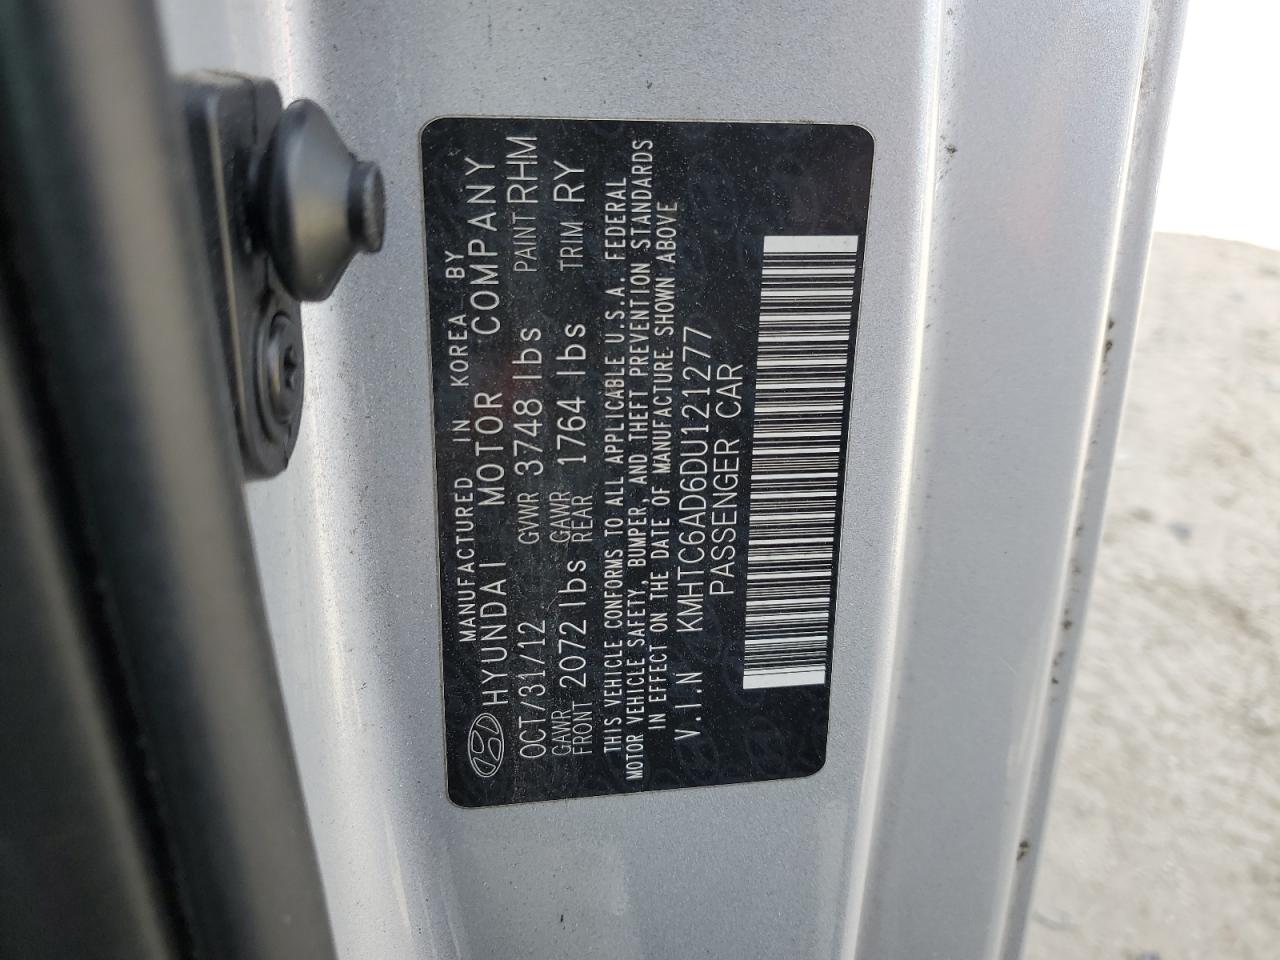 MANUFACTURED IN KOREA BY
HYUNDAI MOTOR COMPANY
OCT/31/12 GVWR 3748 lbs PAINT RHM
GAWR FRONT 2072 lbs GAWR REAR 1764 lbs TRIM RY
THIS VEHICLE CONFORMS TO ALL APPLICABLE U.S.A. FEDERAL
MOTOR VEHICLE SAFETY, BUMPER, AND THEFT PREVENTION STANDARDS
IN EFFECT ON THE DATE OF MANUFACTURE SHOWN ABOVE
V.I.N KMHTC6AD6DU121277
PASSENGER CAR